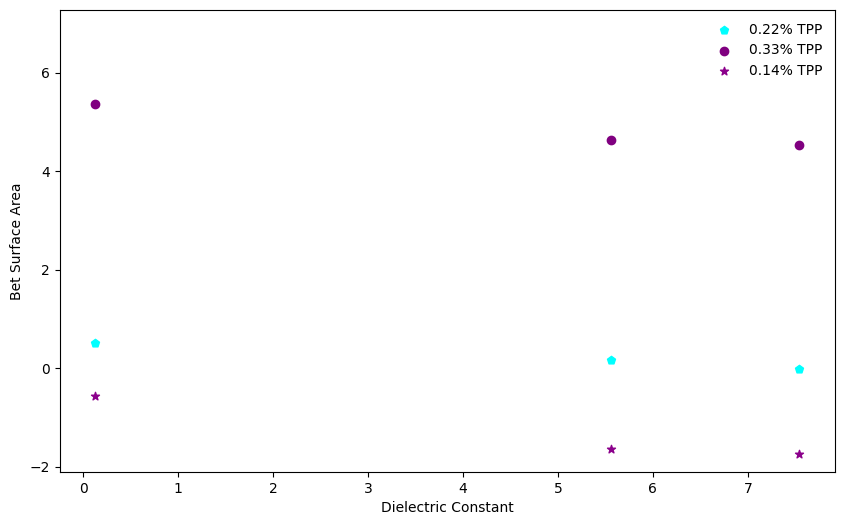 0.22% TPP
0.33% TPP
0.14% TPP
Bet Surface Area
6
4
2
0
−2
0 1 2 3 4 5 6 7
Dielectric Constant